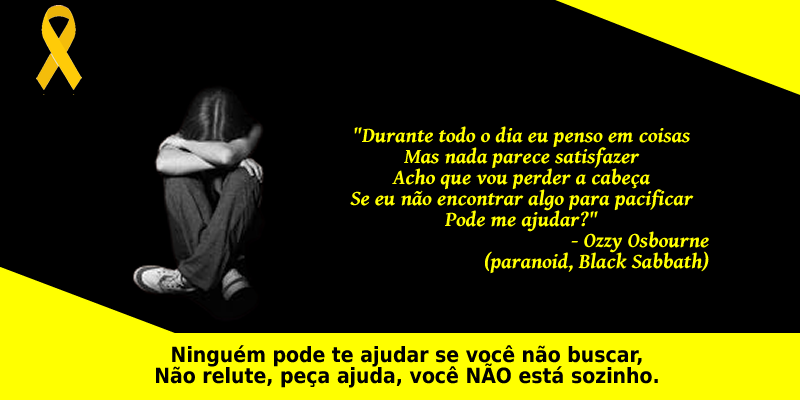 "Durante todo o dia eu penso em coisas
Mas nada parece satisfazer
Acho que vou perder a cabeça
Se eu não encontrar algo para pacificar
Pode me ajudar?"
- Ozzy Osbourne
(paranoid, Black Sabbath)
Ninguém pode te ajudar se você não buscar,
Não relute, peça ajuda, você NÃO está sozinho.